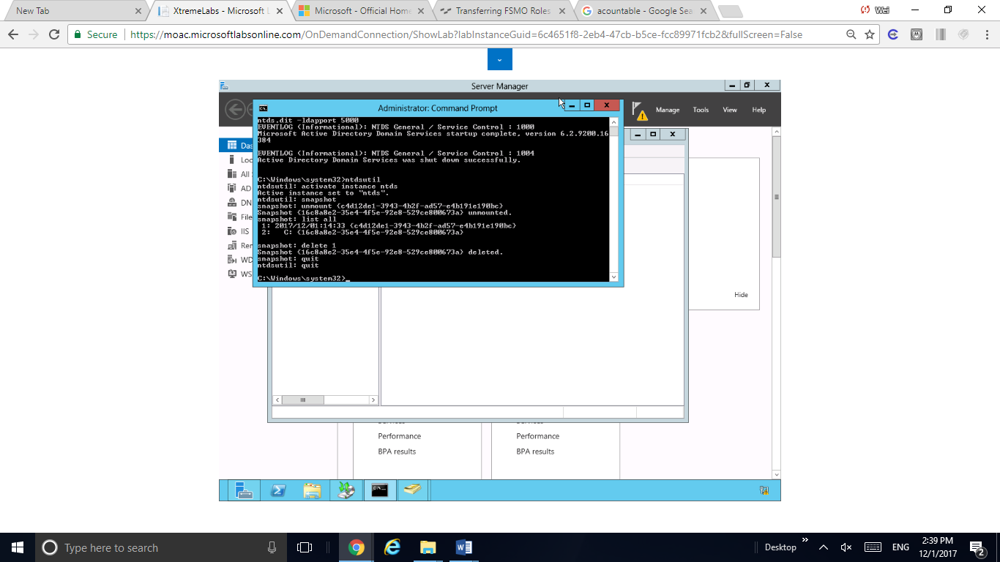 New Tab
XtremeLabs - Microsoft L
Microsoft - Official Home
Transferring FSMO Roles
acountable - Google Sea
Wei
Secure
https://moac.microsoftlabsonline.com/OnDemandConnection/ShowLab?labInstanceGuid=6c4651f8-2eb4-47cb-b5ce-fcc89971fcb2&fullScreen=False
Server Manager
Manage
Tools
View
Help
Administrator: Command Prompt
ntds.dit -ldapport 5000
EVENTLOG (Informational): NTDS General / Service Control : 1000
Microsoft Active Directory Domain Services startup complete, version 6.2.9200.16
384
EVENTLOG (Informational): NTDS General / Service Control : 1004
Active Directory Domain Services was shut down successfully.
C:\Windows\system32>ntdsutil
ntdsutil: activate instance ntds
Active instance set to "ntds".
ntdsutil: snapshot
snapshot: unmount {c4d12de1-3943-4b2f-ad57-e4b191e190bc}
Snapshot {16c8a8e2-35e4-4f5e-92e8-529ce800673a} unmounted.
snapshot: list all
1: 2017/12/01:14:33 {c4d12de1-3943-4b2f-ad57-e4b191e190bc}
2: C: {16c8a8e2-35e4-4f5e-92e8-529ce800673a}
snapshot: delete 1
Snapshot {16c8a8e2-35e4-4f5e-92e8-529ce800673a} deleted.
snapshot: quit
ntdsutil: quit
C:\Windows\system32>_
Das
Loc
All
AD
DN
File
IIS
Ren
WD
WS
Hide
Performance
BPA results
Performance
BPA results
Type here to search
Desktop
ENG
2:39 PM
12/1/2017
2